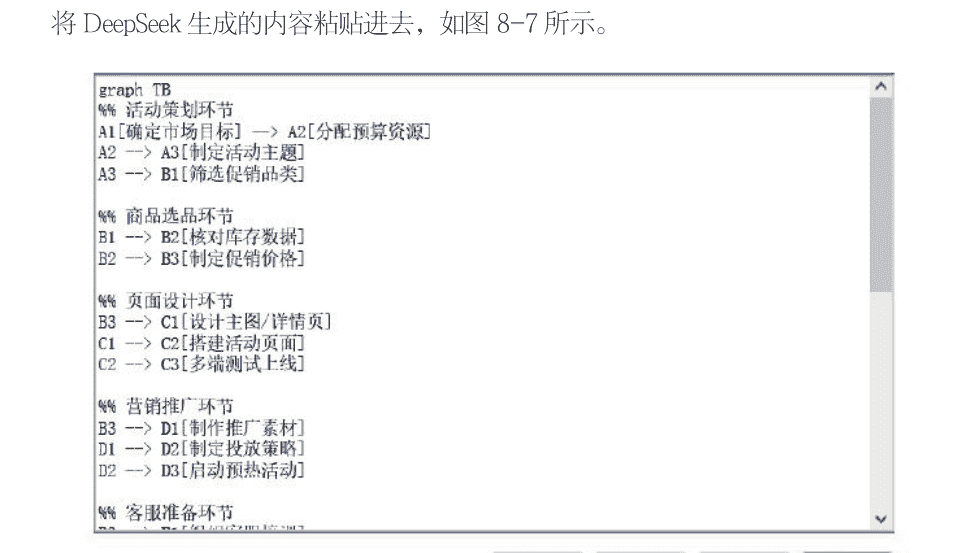 将 DeepSeek 生成的内容粘贴进去，如图 8-7 所示。
graph TB
%% 活动策划环节
A1[确定市场目标] --> A2[分配预算资源]
A2 --> A3[制定活动主题]
A3 --> B1[筛选促销品类]
%% 商品选品环节
B1 --> B2[核对库存数据]
B2 --> B3[制定促销价格]
%% 页面设计环节
B3 --> C1[设计主图/详情页]
C1 --> C2[搭建活动页面]
C2 --> C3[多端测试上线]
%% 营销推广环节
B3 --> D1[制作推广素材]
D1 --> D2[制定投放策略]
D2 --> D3[启动预热活动]
%% 客服准备环节